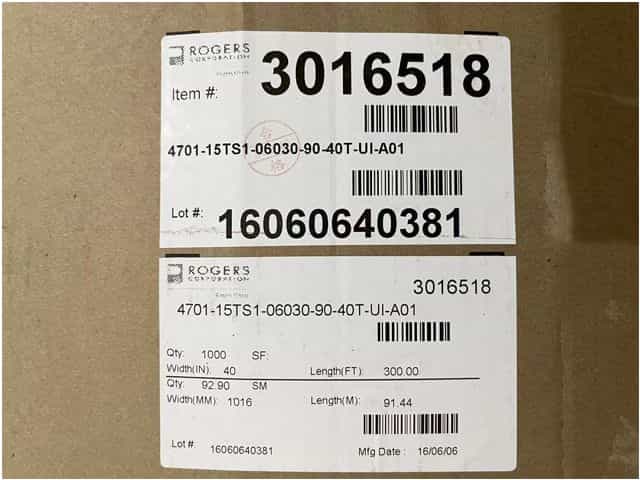 ROGERS
CORPORATION
3016518
Item #:
4701-15TS1-06030-90-40T-UI-A01
Lot #: 16060640381
ROGERS
CORPORATION
3016518
4701-15TS1-06030-90-40T-UI-A01
Qty: 1000 SF:
Width(IN): 40 Length(FT): 300.00
Qty: 92.90 SM
Width(MM): 1016 Length(M): 91.44
Lot #: 16060640381 Mfg Date : 16/06/06